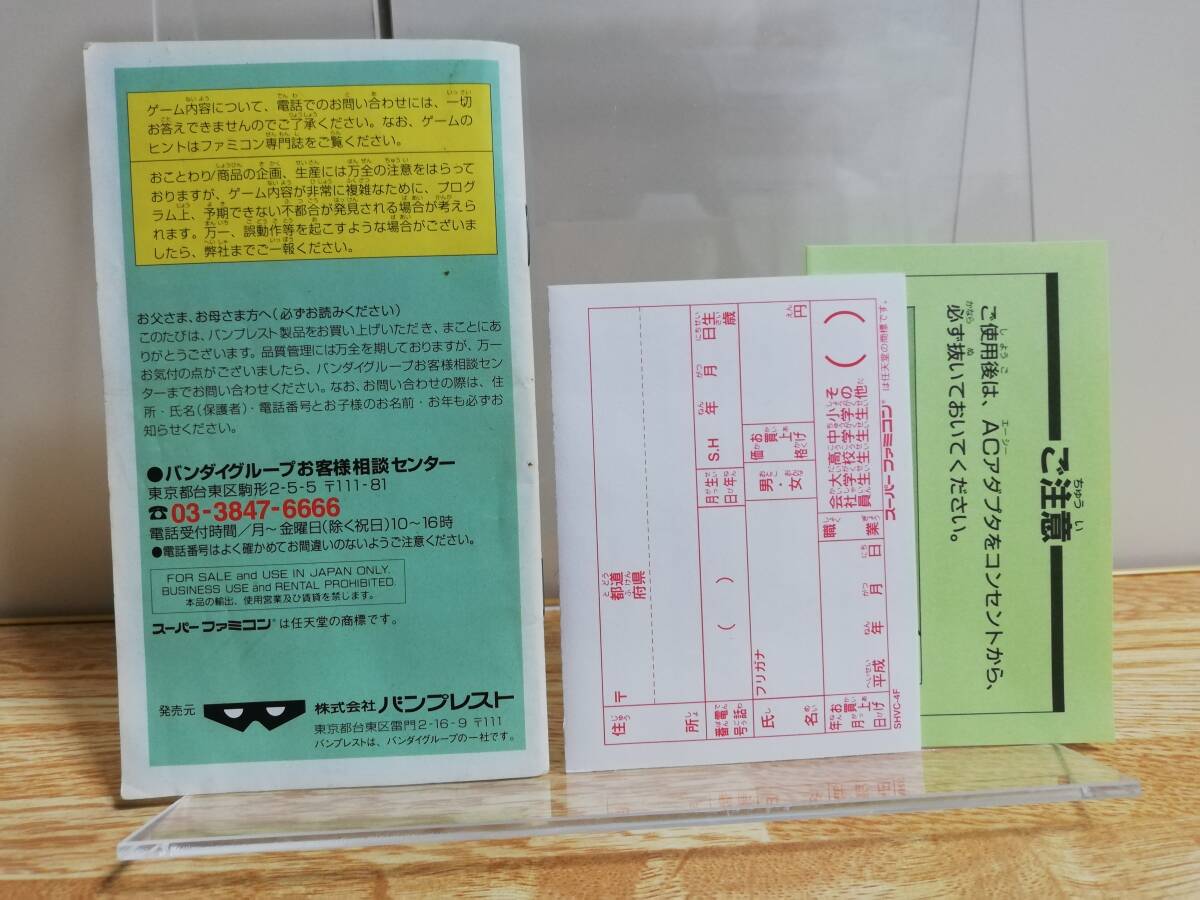 ゲーム内容について、電話でのお問い合わせには、一切
お答えできませんのでご了承ください。なお、ゲームの
ヒントはファミコン専門誌をご覧ください。
おことわり/商品の企画、生産には万全の注意をはらって
おりますが、ゲーム内容が非常に複雑なために、プログ
ラム上、予期できない不都合が発見される場合が考えら
れます。万一、誤動作等を起こすような場合がございま
したら、弊社までご一報ください。
お父さま、お母さま方へ(必ずお読みください)
このたびは、バンプレスト製品をお買い上げいただき、まことにあ
りがとうございます。品質管理には万全を期しておりますが、万一
お気付の点がございましたら、バンダイグループお客様相談セン
ターまでお問い合わせください。なお、お問い合わせの際は、住
所・氏名(保護者)・電話番号とお子様のお名前・お年も必ずお
知らせください。
●バンダイグループお客様相談センター
東京都台東区駒形2-5-5 〒111-81
☎03-3847-6666
電話受付時間/月~金曜日(除く祝日)10~16時
●電話番号はよく確かめてお間違いのないようご注意ください。
FOR SALE and USE IN JAPAN ONLY.
BUSINESS USE and RENTAL PROHIBITED.
本品の輸出、使用営業及び賃貸を禁じます。
スーパーファミコン®は任天堂の商標です。
発売元
株式会社 バンプレスト
東京都台東区雷門2-16-9 〒111
バンプレストは、バンダイグループの一社です。
住所
〒
都道
府県
電話
番号
( )
生年
月日
S.H 年 月 日生 歳
フリガナ
氏名
男・女
お買上げ
価格
円
お買い上げ
年月日
平成 年 月 日
職業
会社員 大学生 高校生 中学生 小学生 その他
( )
スーパーファミコン®は任天堂の商標です。
SHVC-4F
ご注意
ご使用後は、ACアダプタをコンセントから、
必ず抜いておいてください。